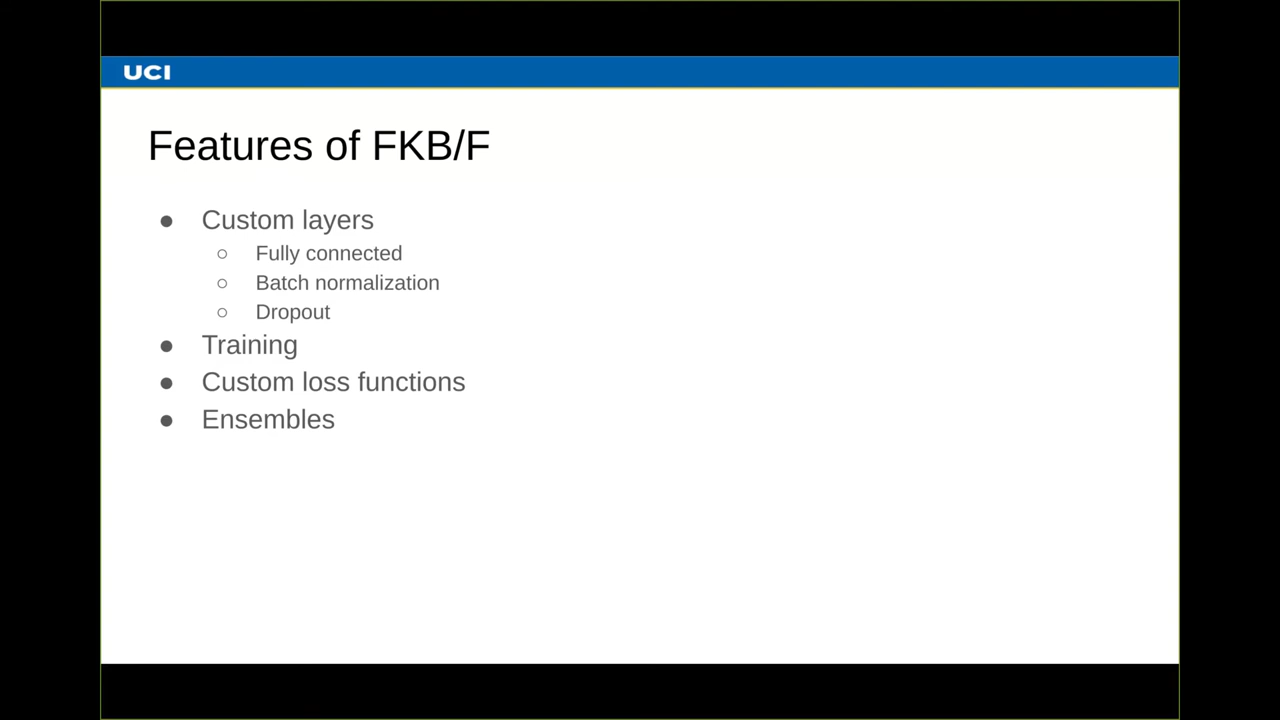 UCI
Features of FKB/F
● Custom layers
○ Fully connected
○ Batch normalization
○ Dropout
● Training
● Custom loss functions
● Ensembles